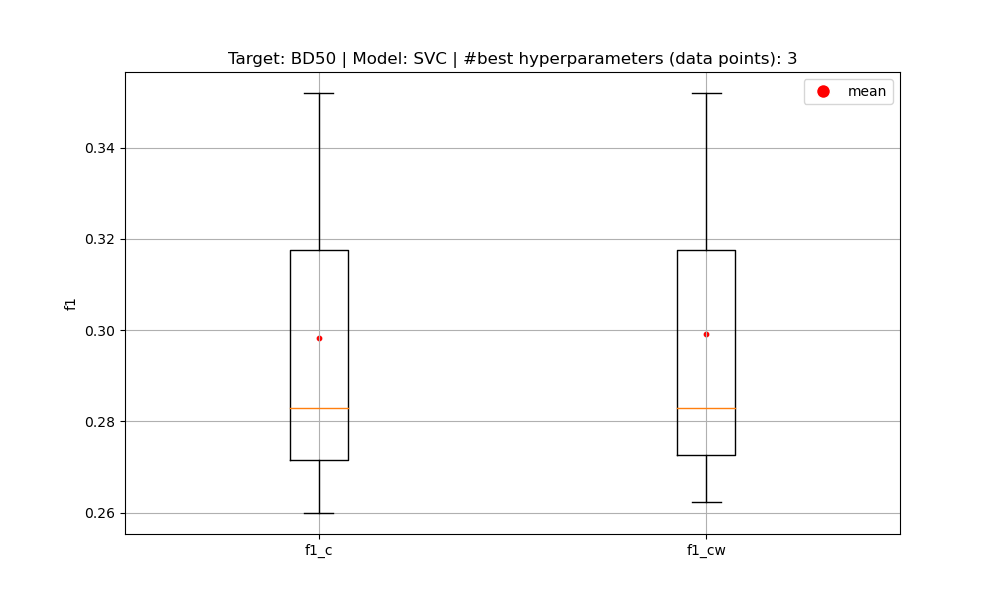 Target: BD50 | Model: SVC | #best hyperparameters (data points): 3
mean
0.34
0.32
0.30
0.28
0.26
f1
f1_c
f1_cw